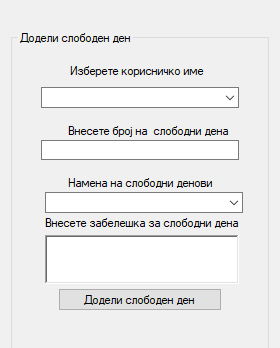 Додели слободен ден
Изберете корисничко име
Внесете број на  слободни дена
Намена на слободни денови
Внесете забелешка за слободни дена
Додели слободен ден